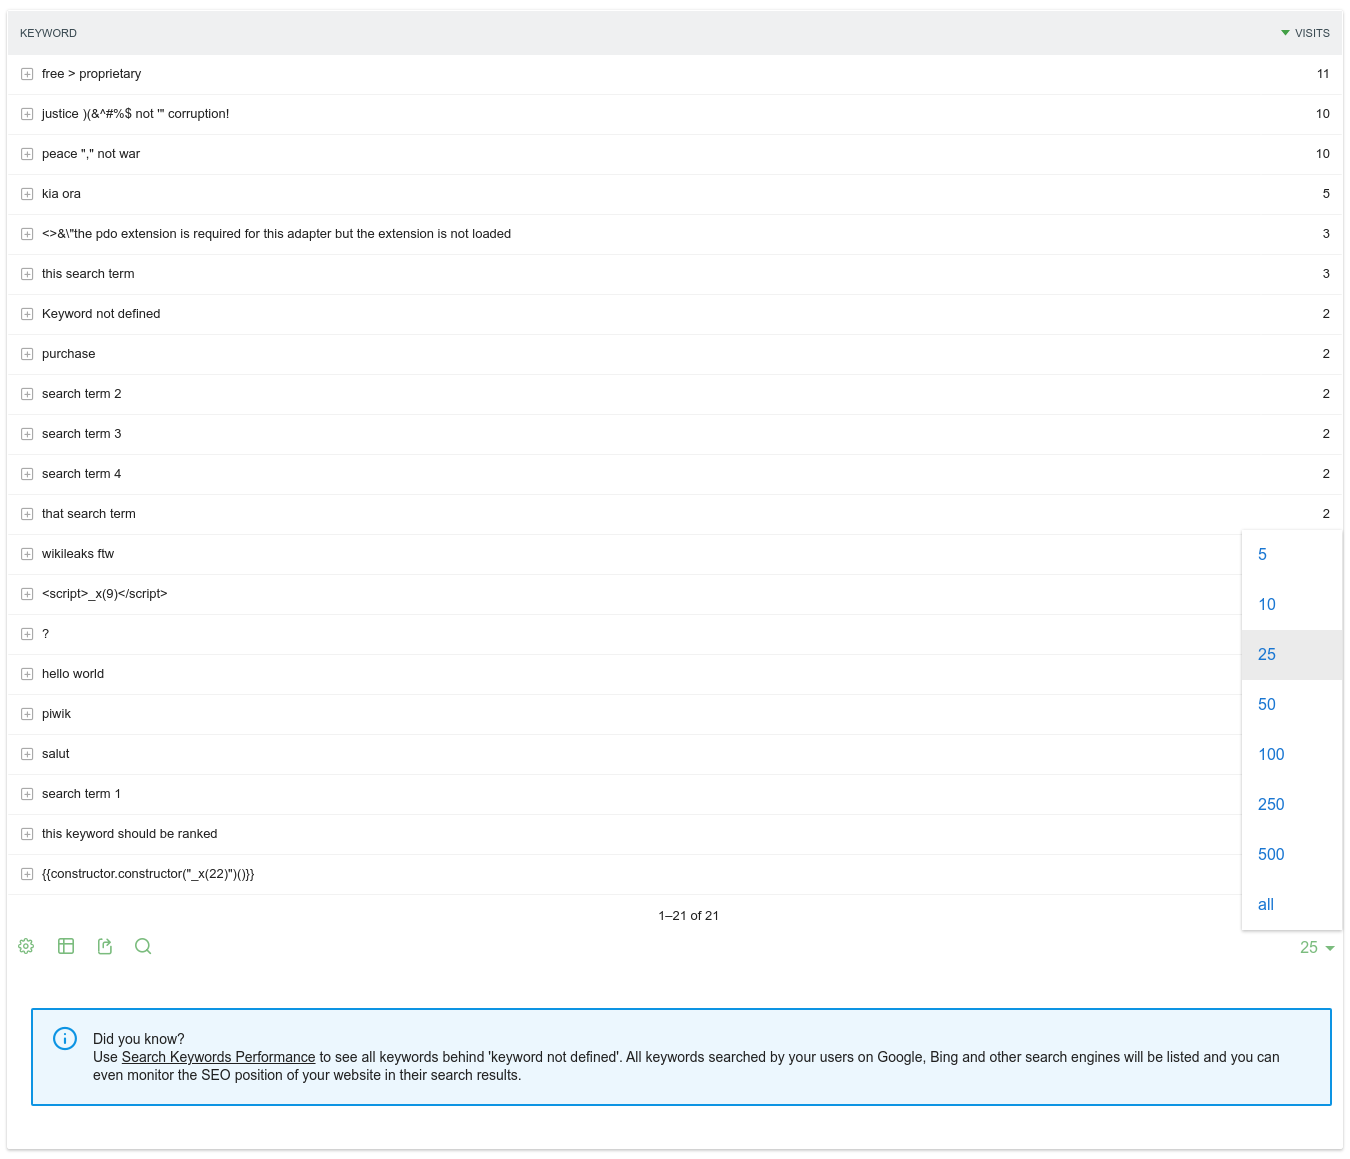 KEYWORD VISITS
free > proprietary 11
justice )(&^#%$ not '" corruption! 10
peace "," not war 10
kia ora 5
<>&\"the pdo extension is required for this adapter but the extension is not loaded 3
this search term 3
Keyword not defined 2
purchase 2
search term 2 2
search term 3 2
search term 4 2
that search term 2
wikileaks ftw
<script>_x(9)</script>
?
hello world
piwik
salut
search term 1
this keyword should be ranked
{{constructor.constructor("_x(22)")()}}
5
10
25
50
100
250
500
all
1–21 of 21
25
Did you know?
Use Search Keywords Performance to see all keywords behind 'keyword not defined'. All keywords searched by your users on Google, Bing and other search engines will be listed and you can
even monitor the SEO position of your website in their search results.